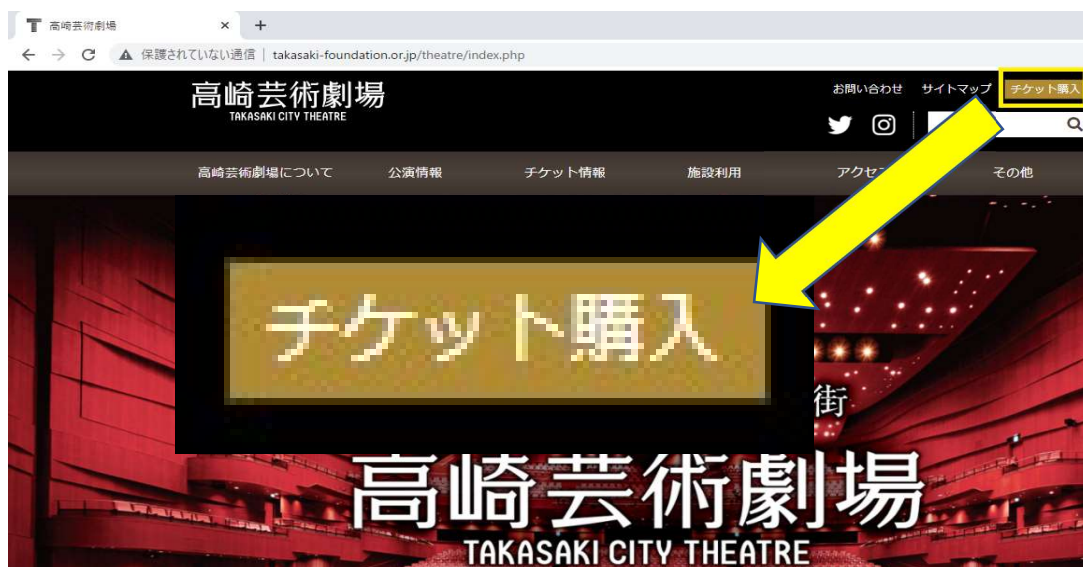 高崎芸術劇場
保護されていない通信 | takasaki-foundation.or.jp/theatre/index.php
高崎芸術劇場
TAKASAKI CITY THEATRE
お問い合わせ サイトマップ チケット購入
高崎芸術劇場について 公演情報 チケット情報 施設利用 アクセ その他
チケット購入
街
高崎芸術劇場
TAKASAKI CITY THEATRE